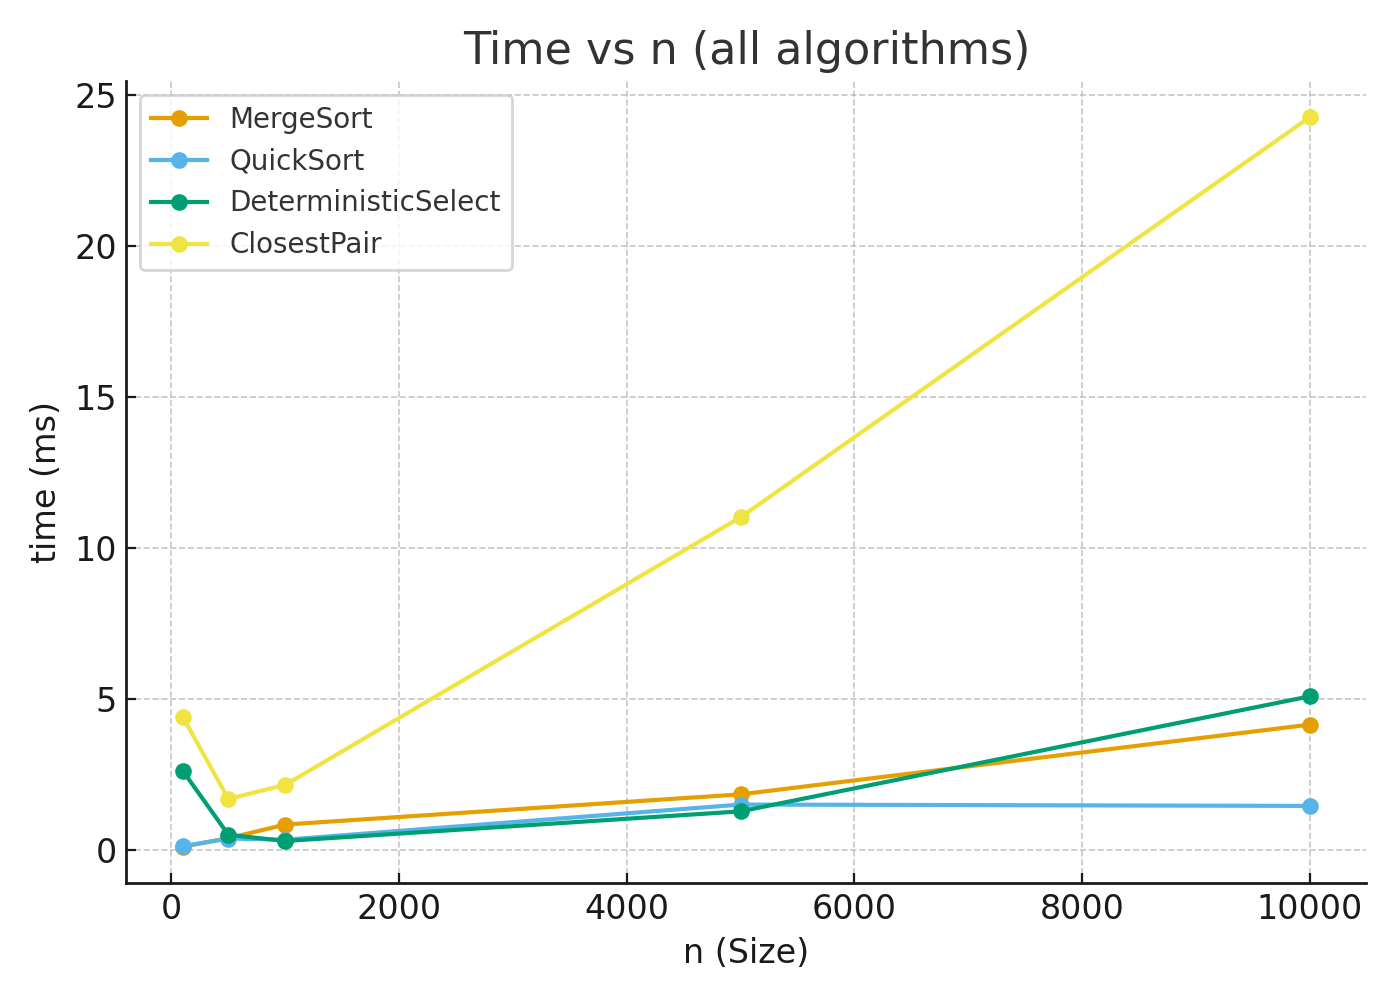 Time vs n (all algorithms)
MergeSort
QuickSort
DeterministicSelect
ClosestPair
25
20
15
10
5
0
time (ms)
0 2000 4000 6000 8000 10000
n (Size)